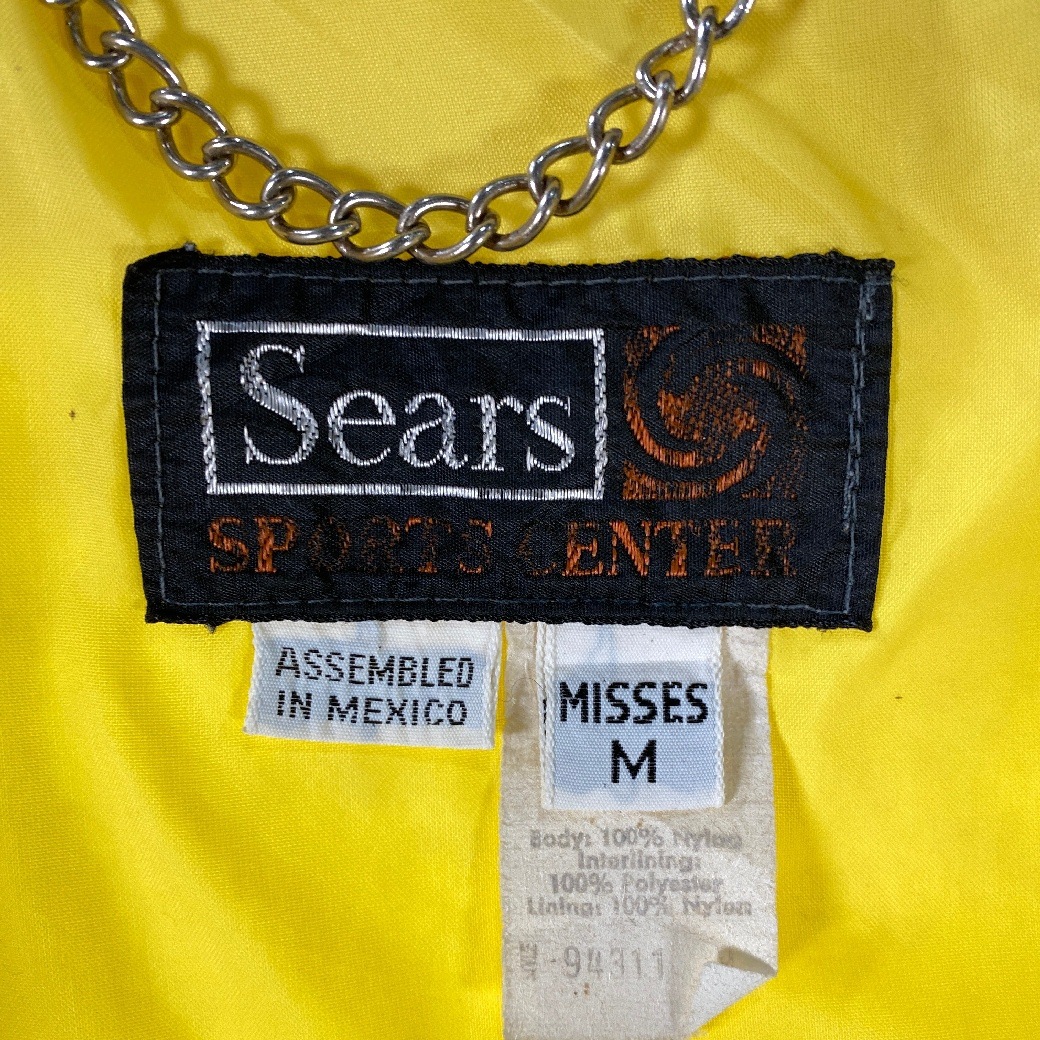 Sears
SPORTS CENTER
ASSEMBLED
IN MEXICO
MISSES
M
Body: 100% Nylon
Interlining:
100% Polyester
Lining: 100% Nylon
-94311